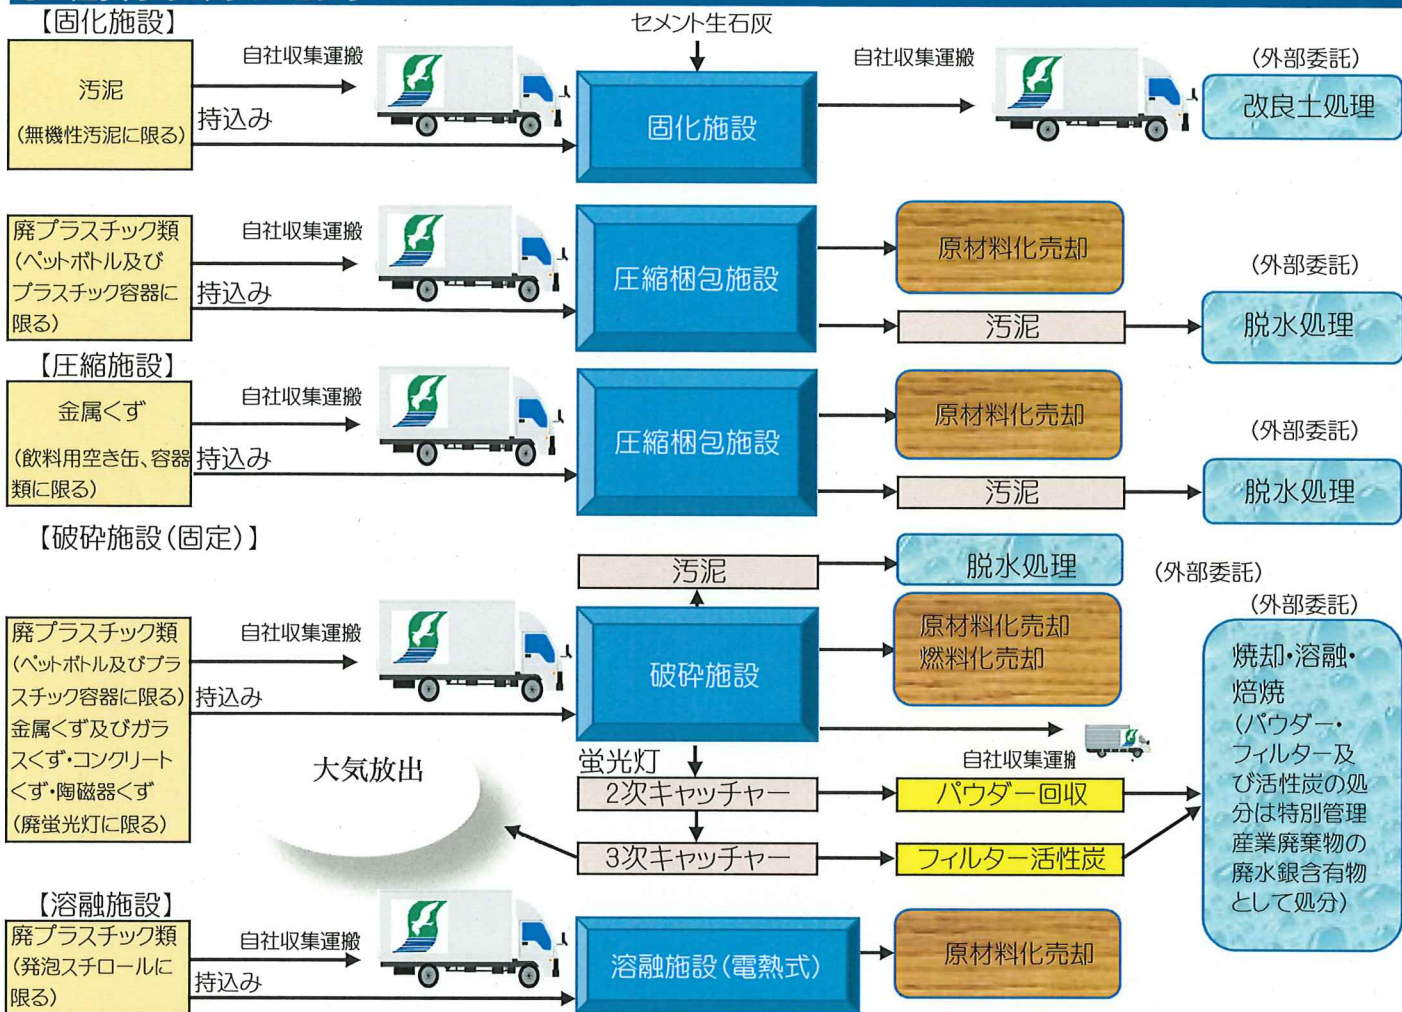 【固化施設】
セメント生石灰
汚泥
(無機性汚泥に限る)
自社収集運搬
持込み
固化施設
自社収集運搬
(外部委託)
改良土処理
廃プラスチック類
(ペットボトル及び
プラスチック容器に
限る)
自社収集運搬
持込み
圧縮梱包施設
原材料化売却
汚泥
(外部委託)
脱水処理
【圧縮施設】
金属くず
(飲料用空き缶、容器
類に限る)
自社収集運搬
持込み
圧縮梱包施設
原材料化売却
汚泥
(外部委託)
脱水処理
【破砕施設(固定)】
汚泥
脱水処理
(外部委託)
廃プラスチック類
(ペットボトル及びプラ
スチック容器に限る)
金属くず及びガラ
スくず・コンクリート
くず・陶磁器くず
(廃蛍光灯に限る)
自社収集運搬
持込み
破砕施設
原材料化売却
燃料化売却
自社収集運搬
蛍光灯
2次キャッチャー
パウダー回収
3次キャッチャー
フィルター活性炭
大気放出
(外部委託)
焼却・溶融・
焙焼
(パウダー・
フィルター及
び活性炭の処
分は特別管理
産業廃棄物の
廃水銀含有物
として処分)
【溶融施設】
廃プラスチック類
(発泡スチロールに
限る)
自社収集運搬
持込み
溶融施設(電熱式)
原材料化売却